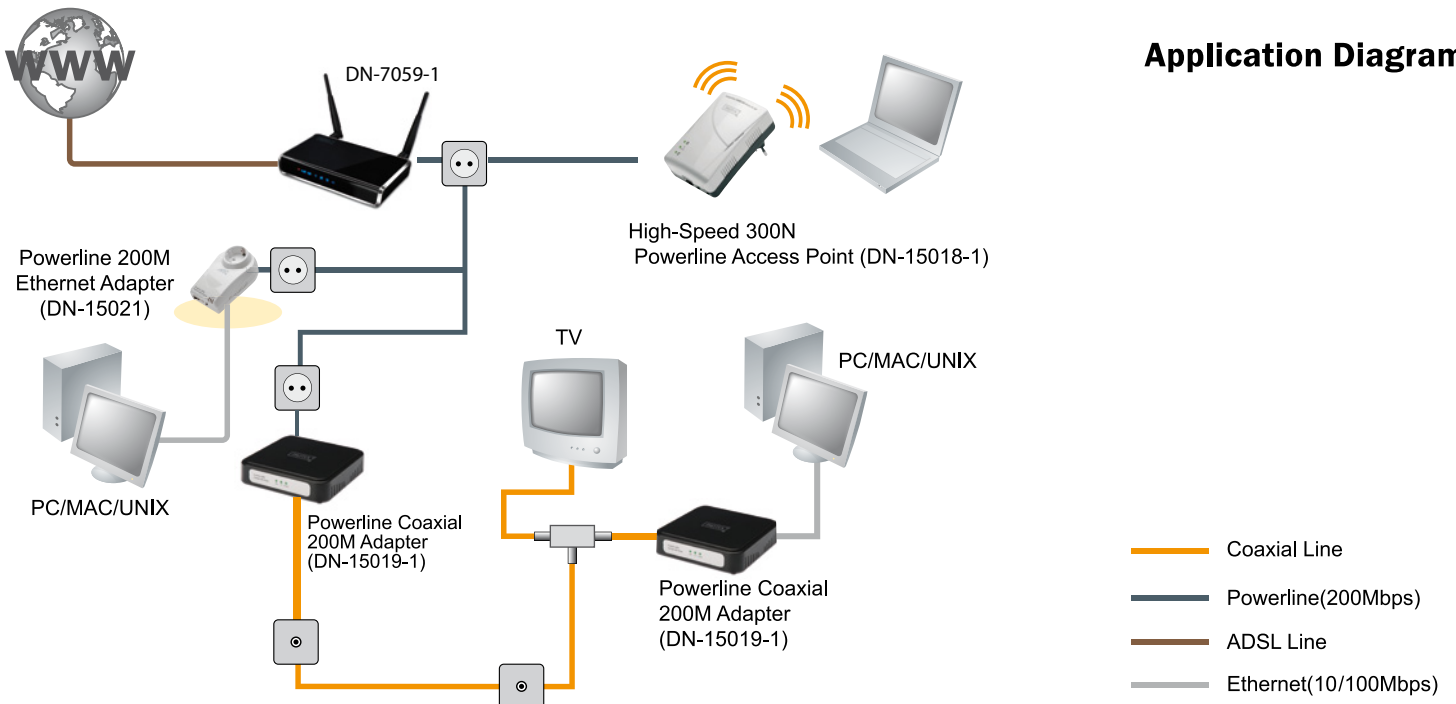 WWW
DN-7059-1
Application Diagram
High-Speed 300N
Powerline Access Point (DN-15018-1)
Powerline 200M
Ethernet Adapter
(DN-15021)
TV
PC/MAC/UNIX
PC/MAC/UNIX
Powerline Coaxial
200M Adapter
(DN-15019-1)
Powerline Coaxial
200M Adapter
(DN-15019-1)
Coaxial Line
Powerline(200Mbps)
ADSL Line
Ethernet(10/100Mbps)